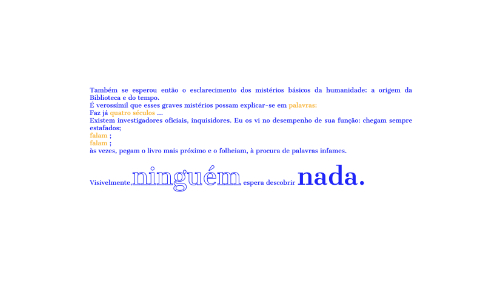 Também se esperou então o esclarecimento dos mistérios básicos da humanidade: a origem da
Biblioteca e do tempo.
É verossímil que esses graves mistérios possam explicar-se em palavras:
Faz já quatro séculos ...
Existem investigadores oficiais, inquisidores. Eu os vi no desempenho de sua função: chegam sempre
estafados;
falam ;
falam ;
às vezes, pegam o livro mais próximo e o folheiam, à procura de palavras infames.
Visivelmente, ninguém espera descobrir nada.